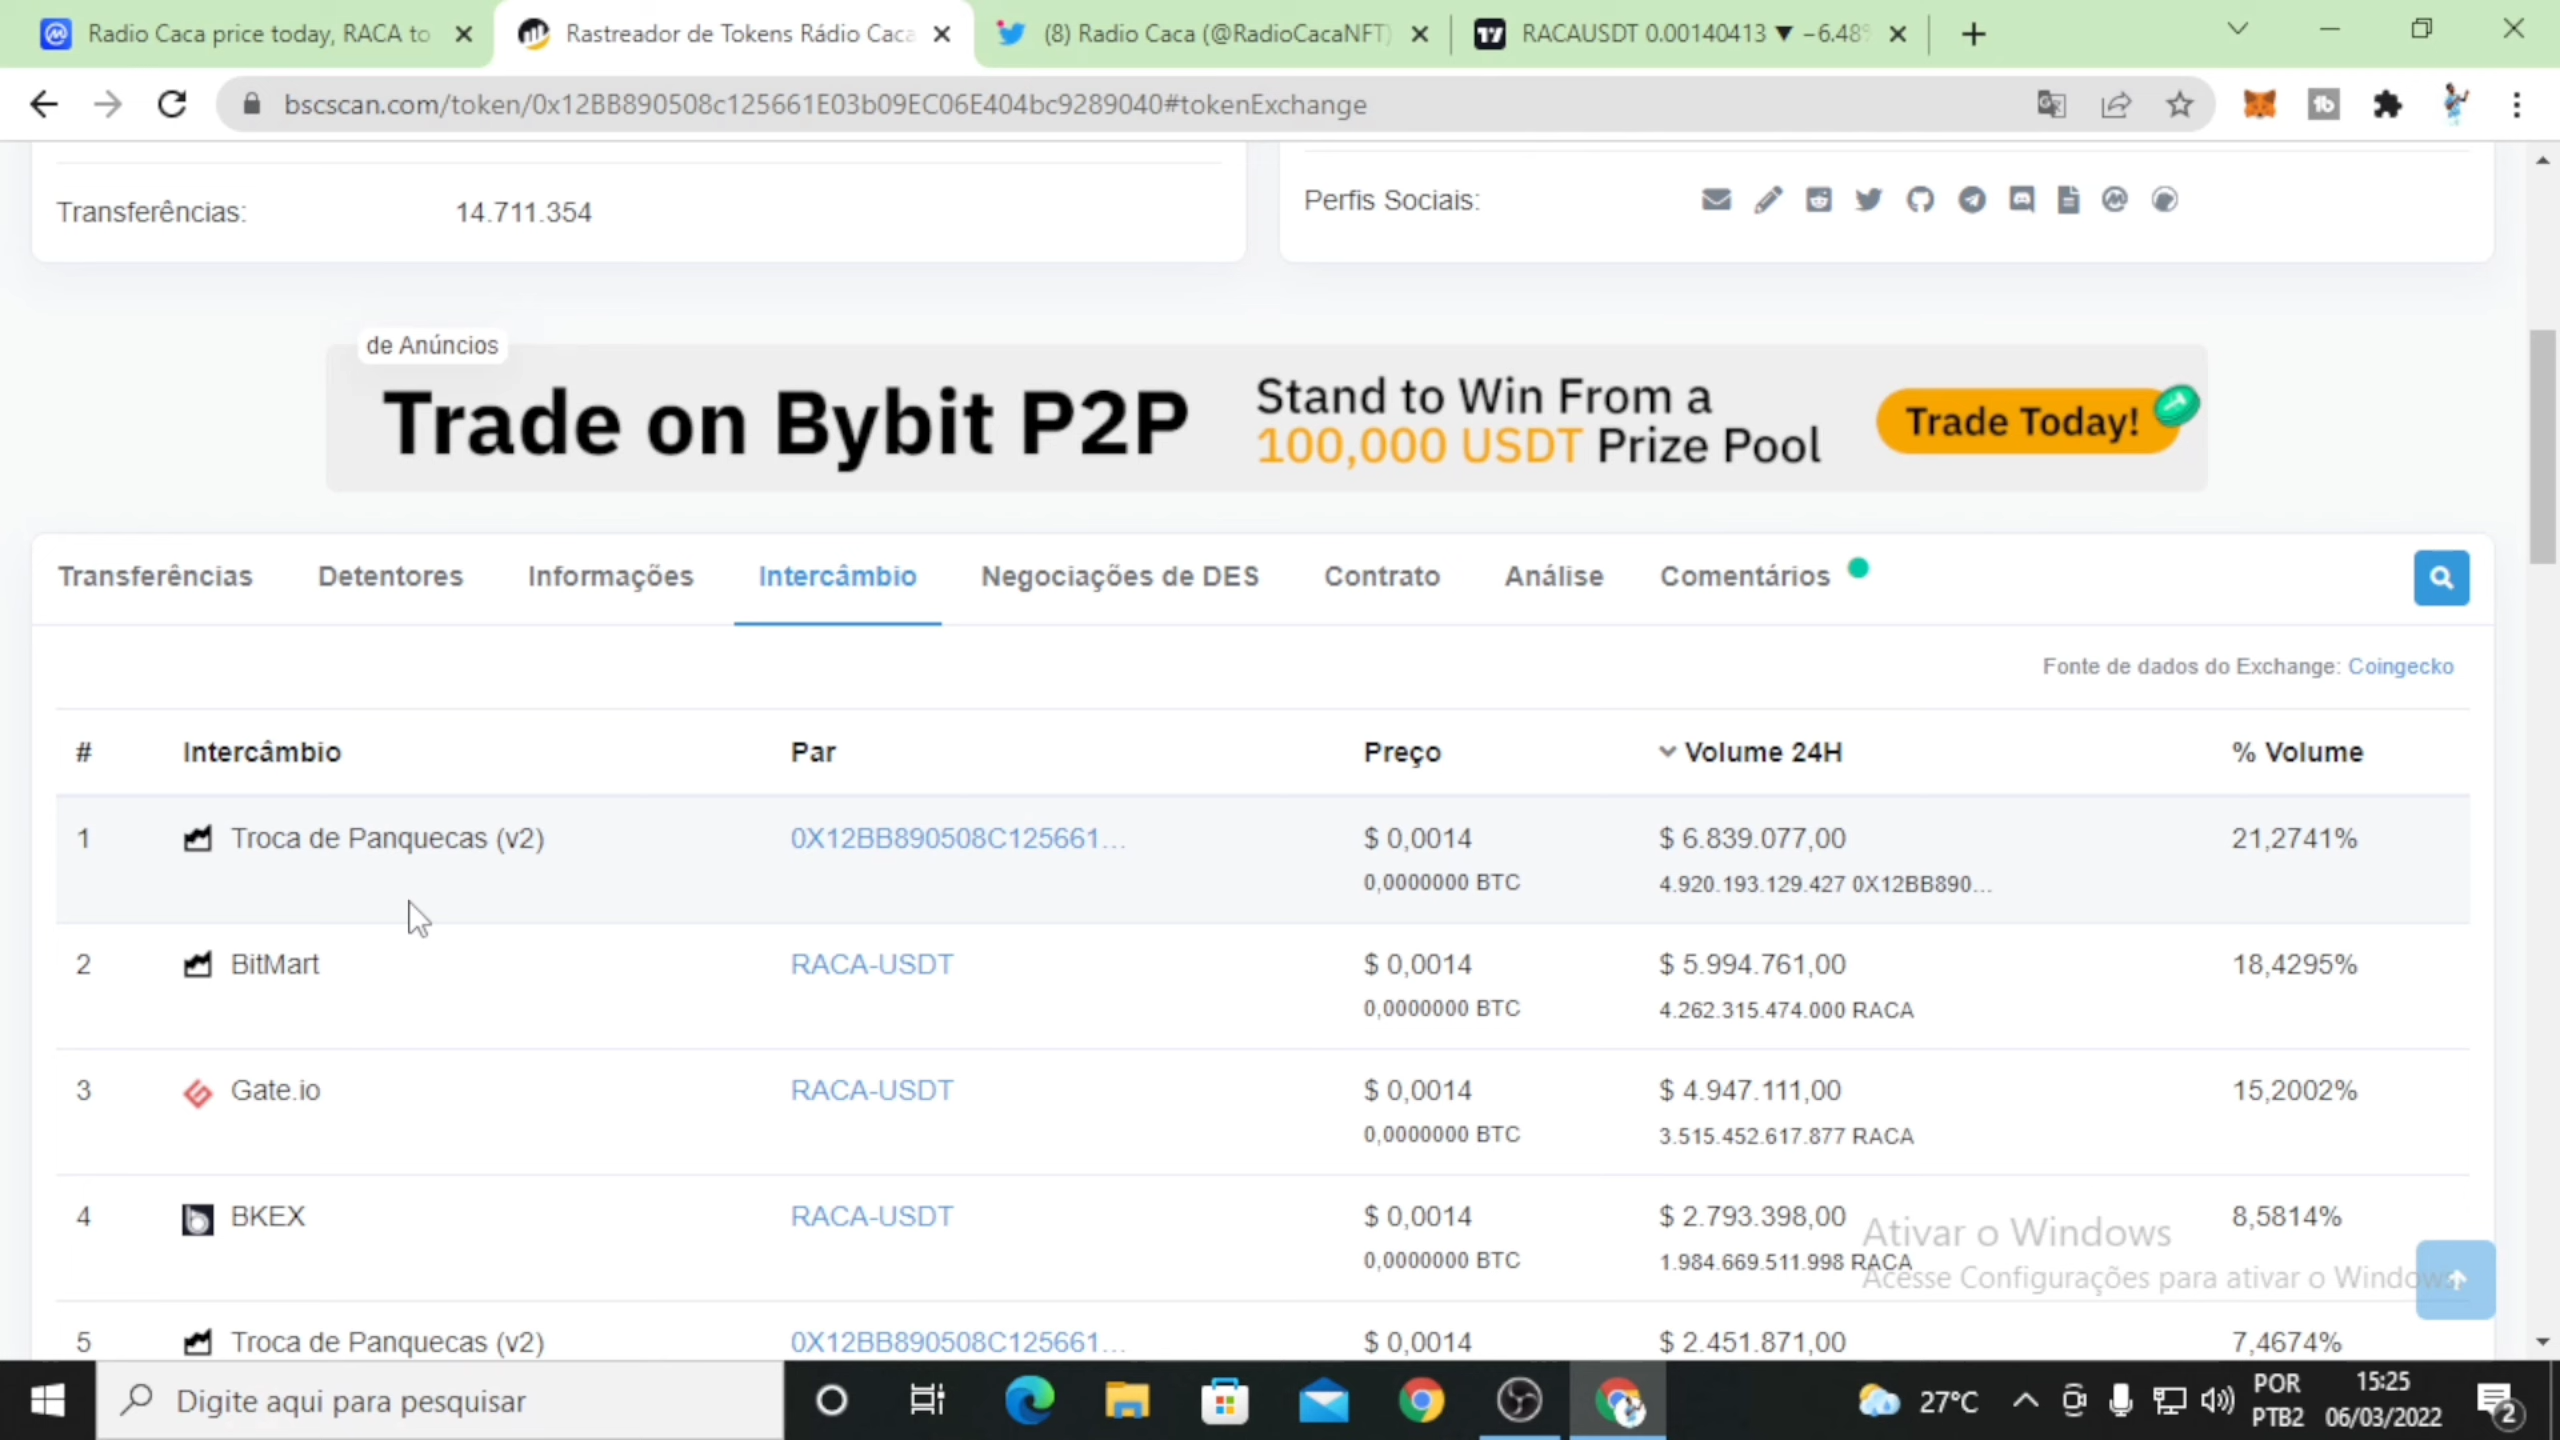 Radio Caca price today, RACA to
Rastreador de Tokens Rádio Caca
(8) Radio Caca (@RadioCacaNFT)
RACAUSDT 0.00140413 ▼ −6.48%
bscscan.com/token/0x12BB890508c125661E03b09EC06E404bc9289040#tokenExchange
Transferências: 14.711.354
Perfis Sociais:
de Anúncios
Trade on Bybit P2P
Stand to Win From a
100,000 USDT Prize Pool
Trade Today!
Transferências Detentores Informações Intercâmbio Negociações de DES Contrato Análise Comentários
Fonte de dados do Exchange: Coingecko
# Intercâmbio Par Preço Volume 24H % Volume
1 Troca de Panquecas (v2) 0X12BB890508C125661... $ 0,0014 $ 6.839.077,00 21,2741%
0,0000000 BTC 4.920.193.129.427 0X12BB890...
2 BitMart RACA-USDT $ 0,0014 $ 5.994.761,00 18,4295%
0,0000000 BTC 4.262.315.474.000 RACA
3 Gate.io RACA-USDT $ 0,0014 $ 4.947.111,00 15,2002%
0,0000000 BTC 3.515.452.617.877 RACA
4 BKEX RACA-USDT $ 0,0014 $ 2.793.398,00 8,5814%
0,0000000 BTC 1.984.669.511.998 RACA
Ativar o Windows
Acesse Configurações para ativar o Windows.
5 Troca de Panquecas (v2) 0X12BB890508C125661... $ 0,0014 $ 2.451.871,00 7,4674%
Digite aqui para pesquisar
27°C
POR
PTB2
15:25
06/03/2022
2